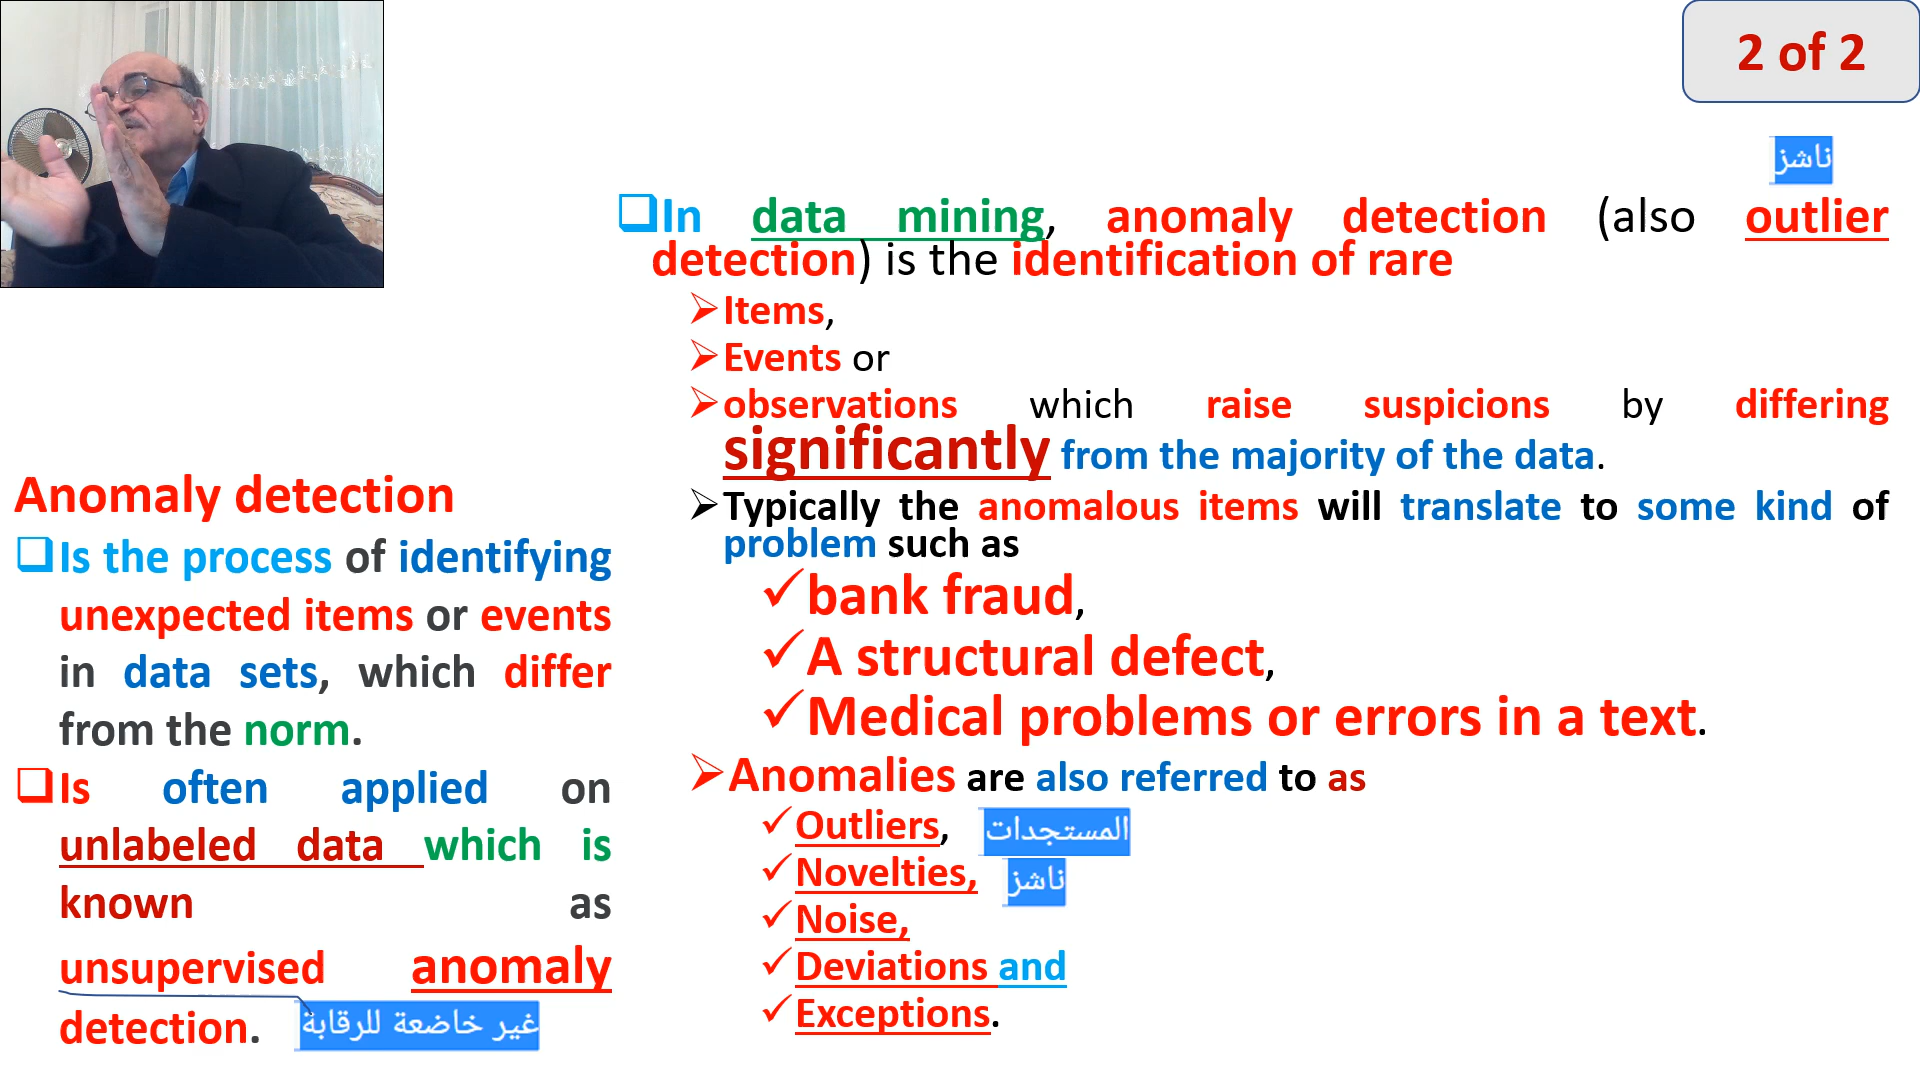 2 of 2
ناشز
❑In data mining, anomaly detection (also outlier
detection) is the identification of rare
➢Items,
➢Events or
➢observations which raise suspicions by differing
significantly from the majority of the data.
➢Typically the anomalous items will translate to some kind of
problem such as
✓bank fraud,
✓A structural defect,
✓Medical problems or errors in a text.
➢Anomalies are also referred to as
✓Outliers, المستجدات
✓Novelties, ناشز
✓Noise,
✓Deviations and
✓Exceptions.
Anomaly detection
❑Is the process of identifying
unexpected items or events
in data sets, which differ
from the norm.
❑Is often applied on
unlabeled data which is
known as
unsupervised anomaly
detection. غير خاضعة للرقابة